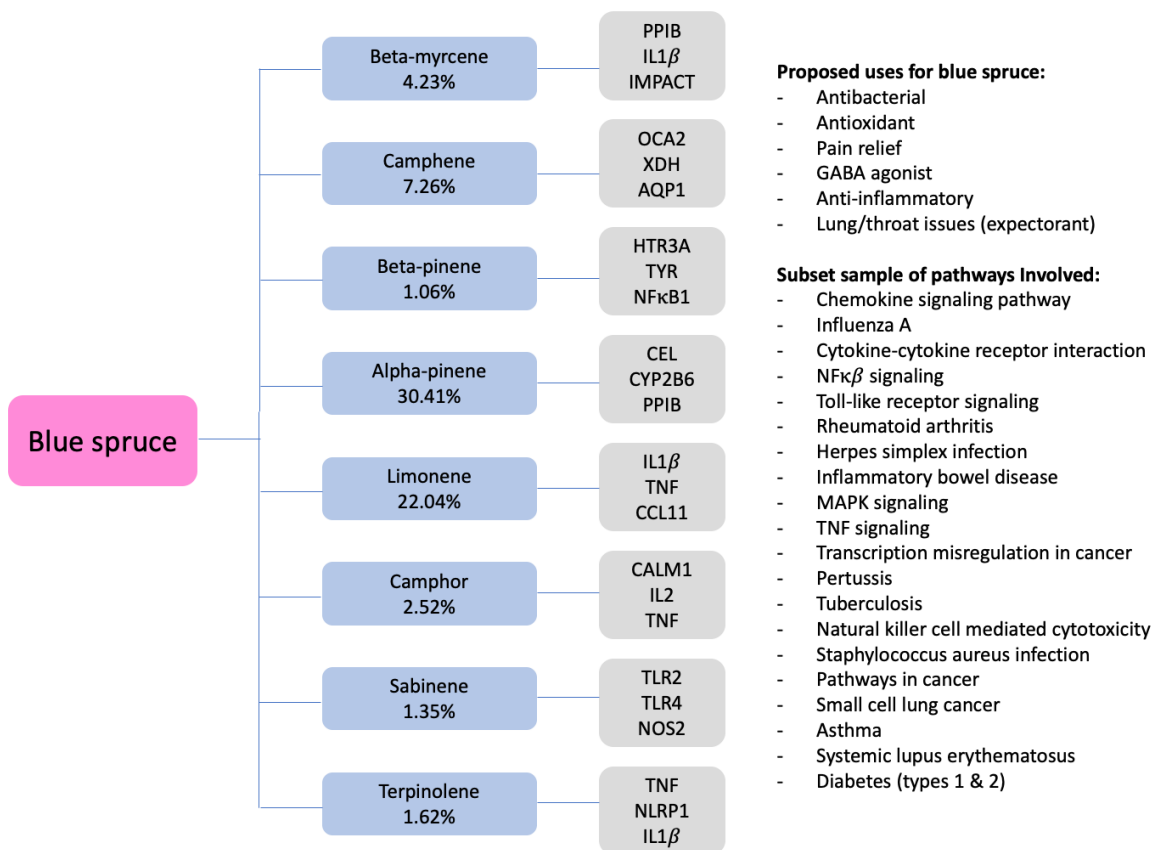 Blue spruce
Beta-myrcene
4.23%
PPIB
IL1β
IMPACT
Camphene
7.26%
OCA2
XDH
AQP1
Beta-pinene
1.06%
HTR3A
TYR
NFκB1
Alpha-pinene
30.41%
CEL
CYP2B6
PPIB
Limonene
22.04%
IL1β
TNF
CCL11
Camphor
2.52%
CALM1
IL2
TNF
Sabinene
1.35%
TLR2
TLR4
NOS2
Terpinolene
1.62%
TNF
NLRP1
IL1β
Proposed uses for blue spruce:
- Antibacterial
- Antioxidant
- Pain relief
- GABA agonist
- Anti-inflammatory
- Lung/throat issues (expectorant)
Subset sample of pathways Involved:
- Chemokine signaling pathway
- Influenza A
- Cytokine-cytokine receptor interaction
- NFκβ signaling
- Toll-like receptor signaling
- Rheumatoid arthritis
- Herpes simplex infection
- Inflammatory bowel disease
- MAPK signaling
- TNF signaling
- Transcription misregulation in cancer
- Pertussis
- Tuberculosis
- Natural killer cell mediated cytotoxicity
- Staphylococcus aureus infection
- Pathways in cancer
- Small cell lung cancer
- Asthma
- Systemic lupus erythematosus
- Diabetes (types 1 & 2)